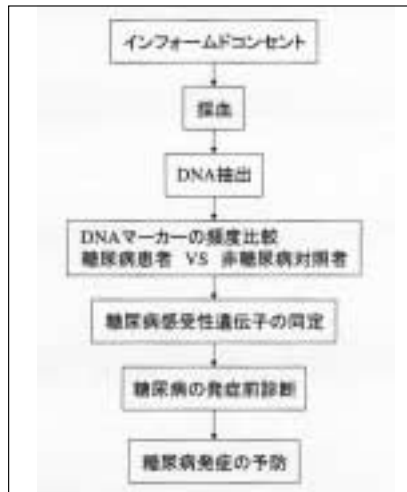 インフォームドコンセント
採血
DNA抽出
DNAマーカーの頻度比較
糖尿病患者 VS 非糖尿病対照者
糖尿病感受性遺伝子の同定
糖尿病の発症前診断
糖尿病発症の予防